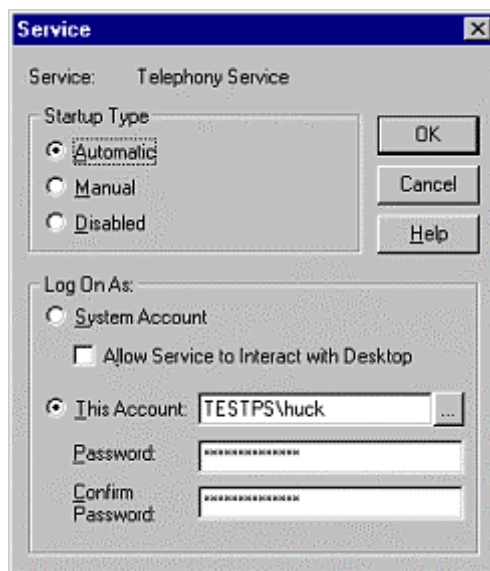 Service
Service: Telephony Service
Startup Type
Automatic
Manual
Disabled
OK
Cancel
Help
Log On As:
System Account
Allow Service to Interact with Desktop
This Account: TESTPS\huck ...
Password: **************
Confirm
Password: **************